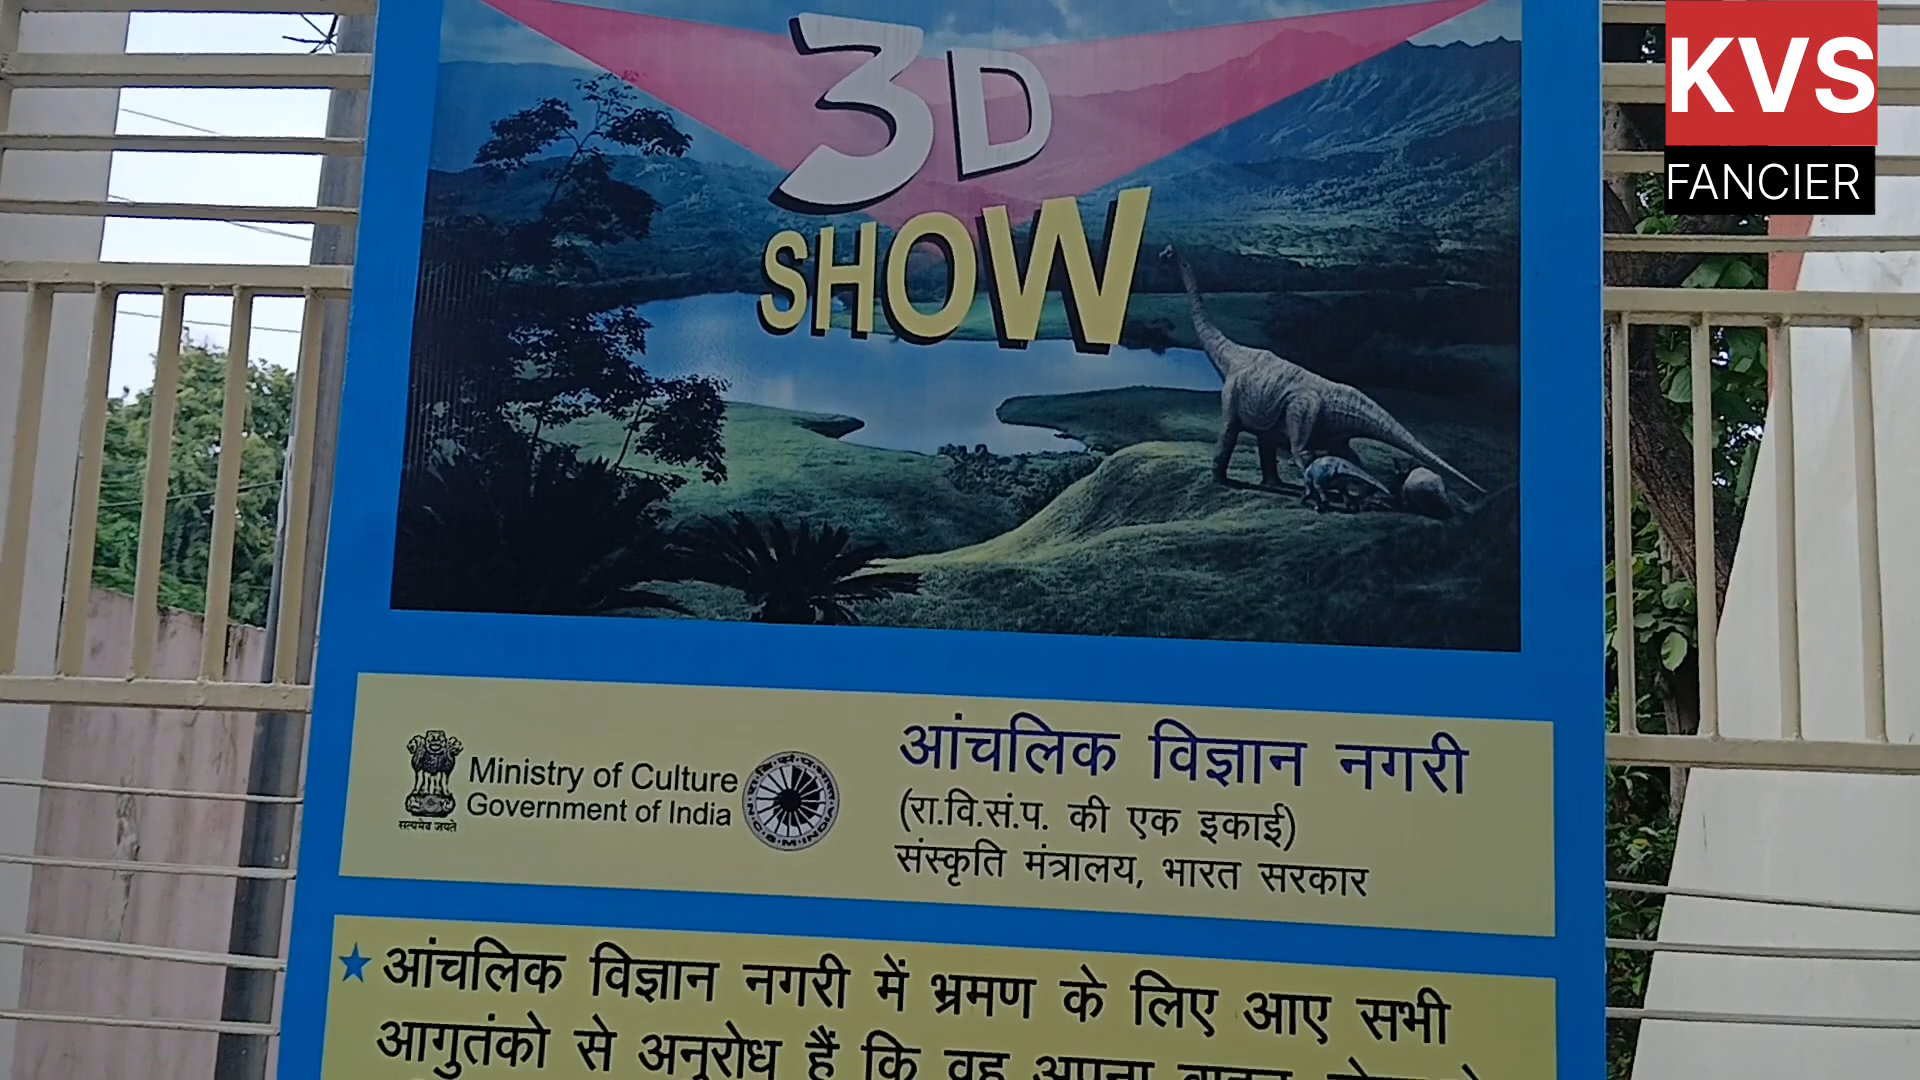 3D
SHOW
KVS
FANCIER
Ministry of Culture
Government of India
सत्यमेव जयते
आंचलिक विज्ञान नगरी
(रा.वि.सं.प. की एक इकाई)
संस्कृति मंत्रालय, भारत सरकार
★ आंचलिक विज्ञान नगरी में भ्रमण के लिए आए सभी
आगुतंको से अनुरोध हैं कि वह अपना वाहन